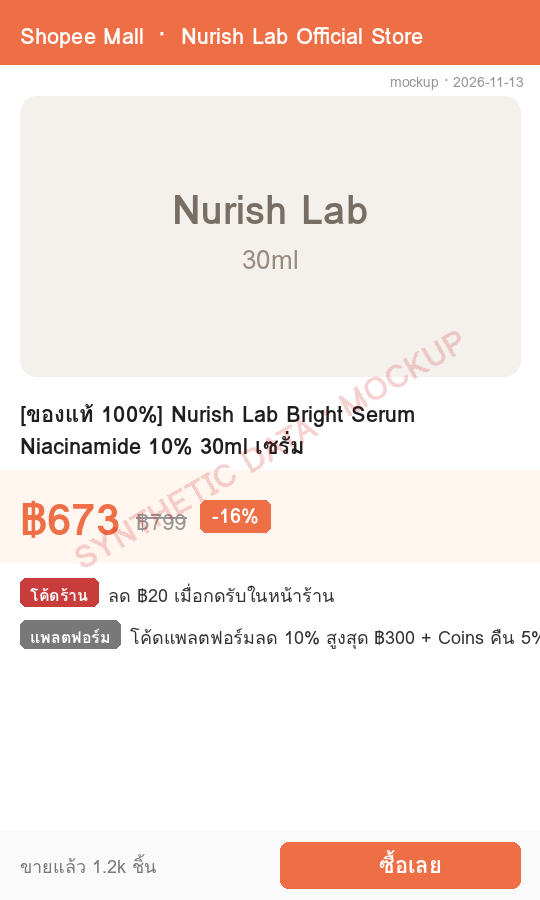 Shopee Mall · Nurish Lab Official Store
mockup · 2026-11-13
Nurish Lab
30ml
[ของแท้ 100%] Nurish Lab Bright Serum
Niacinamide 10% 30ml เซรั่ม
฿673 ฿799 -16%
SYNTHETIC DATA · MOCKUP
โค้ดร้าน ลด ฿20 เมื่อกดรับในหน้าร้าน
แพลตฟอร์ม โค้ดแพลตฟอร์มลด 10% สูงสุด ฿300 + Coins คืน 5%
ขายแล้ว 1.2k ชิ้น
ซื้อเลย